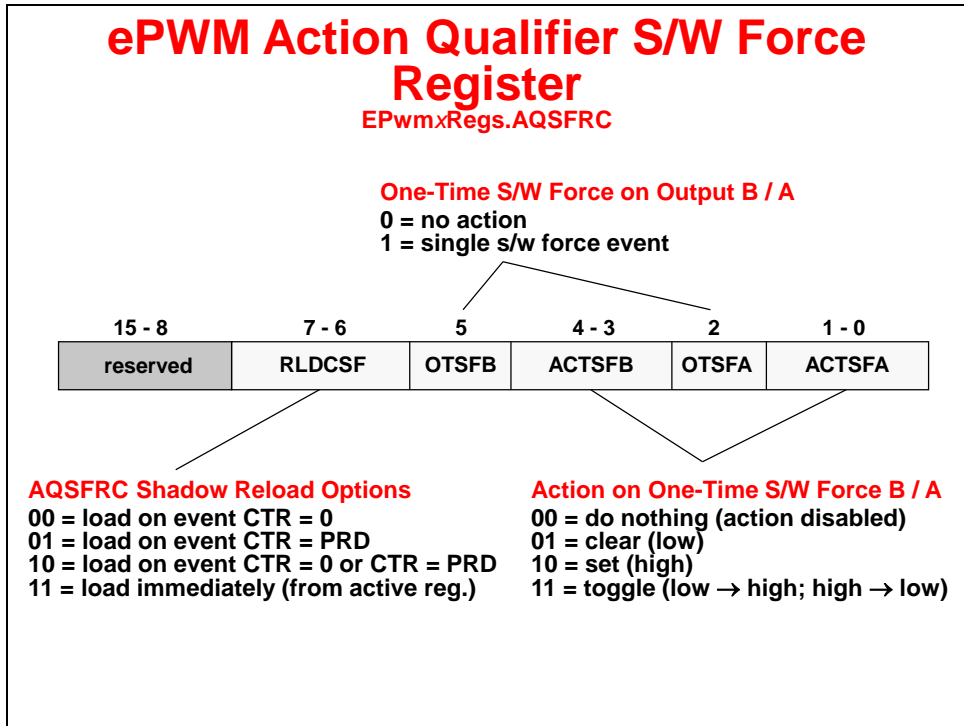 ePWM Action Qualifier S/W Force
Register
EPwmxRegs.AQSFRC
One-Time S/W Force on Output B / A
0 = no action
1 = single s/w force event
15 - 8 7 - 6 5 4 - 3 2 1 - 0
reserved RLDCSF OTSFB ACTSFB OTSFA ACTSFA
AQSFRC Shadow Reload Options
00 = load on event CTR = 0
01 = load on event CTR = PRD
10 = load on event CTR = 0 or CTR = PRD
11 = load immediately (from active reg.)
Action on One-Time S/W Force B / A
00 = do nothing (action disabled)
01 = clear (low)
10 = set (high)
11 = toggle (low → high; high → low)